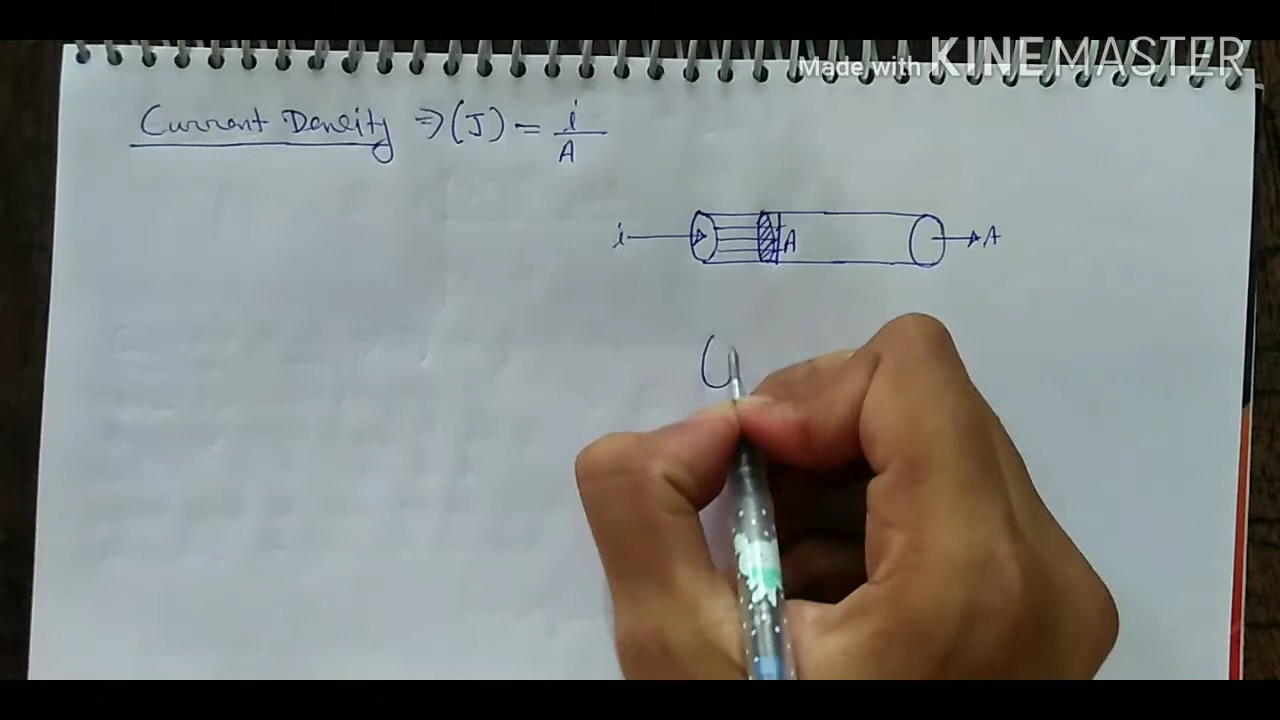 Made with KINEMASTER
Current Density ⇒ (J) = i/A
i A A